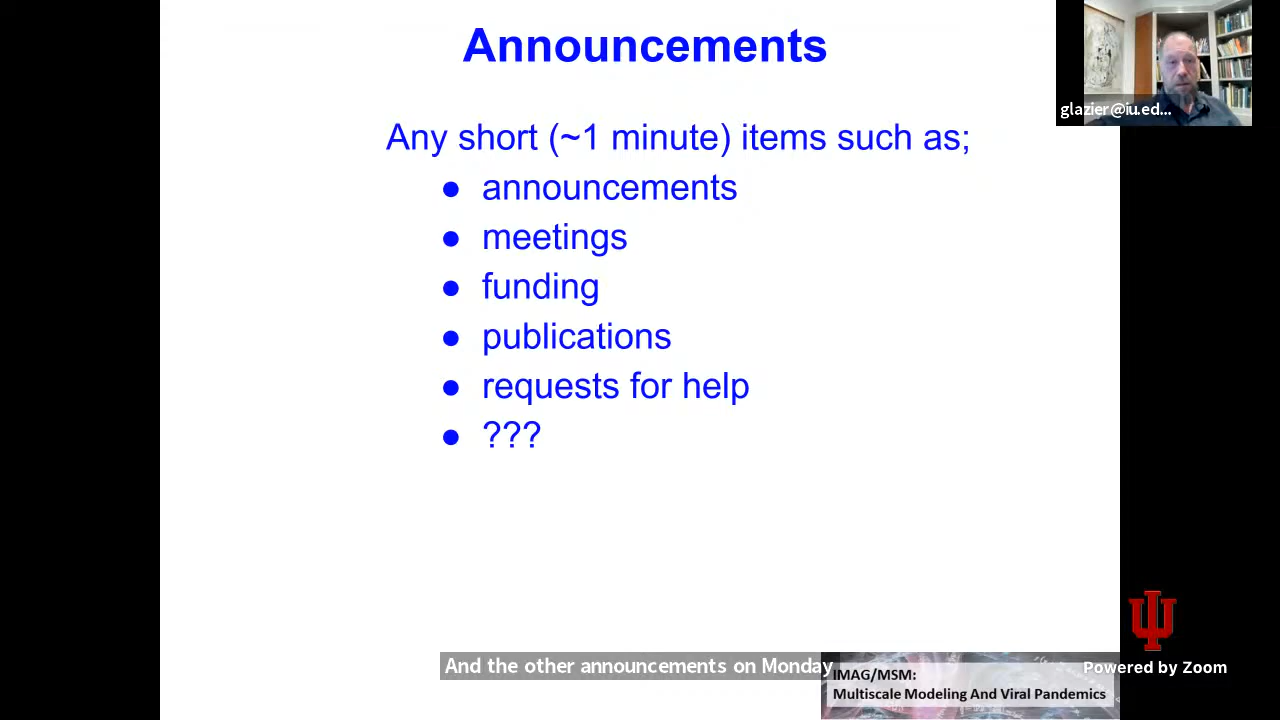 Announcements
glazier@iu.ed...
Any short (~1 minute) items such as;
● announcements
● meetings
● funding
● publications
● requests for help
● ???
And the other announcements on Monday
IMAG/MSM:
Multiscale Modeling And Viral Pandemics
Powered by Zoom